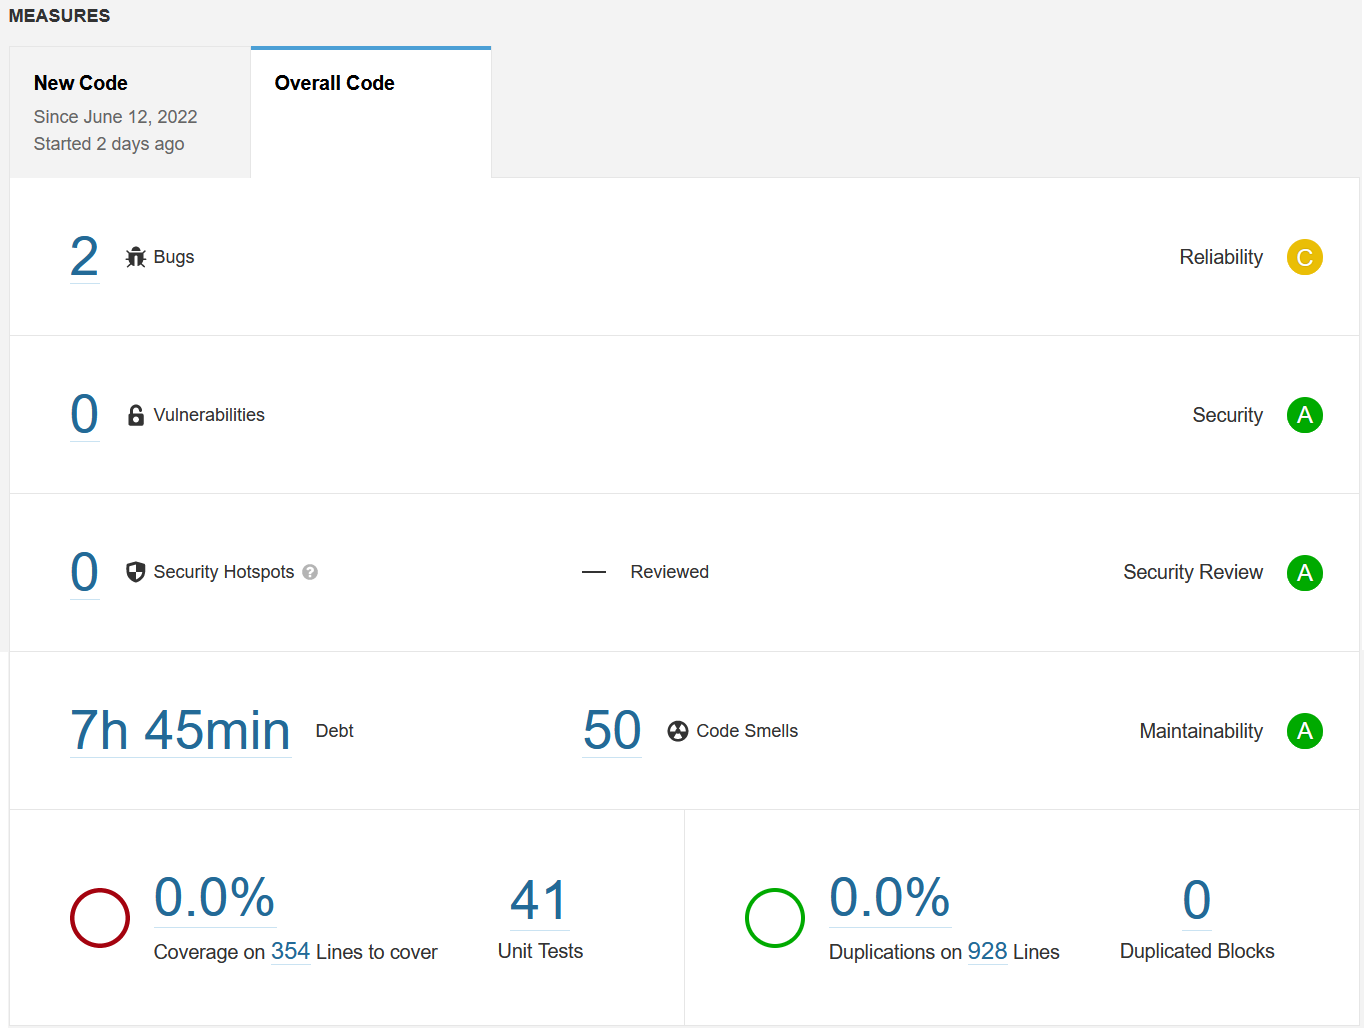 MEASURES
New Code
Since June 12, 2022
Started 2 days ago
Overall Code
2 Bugs Reliability C
0 Vulnerabilities Security A
0 Security Hotspots ? — Reviewed Security Review A
7h 45min Debt 50 Code Smells Maintainability A
0.0%
Coverage on 354 Lines to cover
41
Unit Tests
0.0%
Duplications on 928 Lines
0
Duplicated Blocks